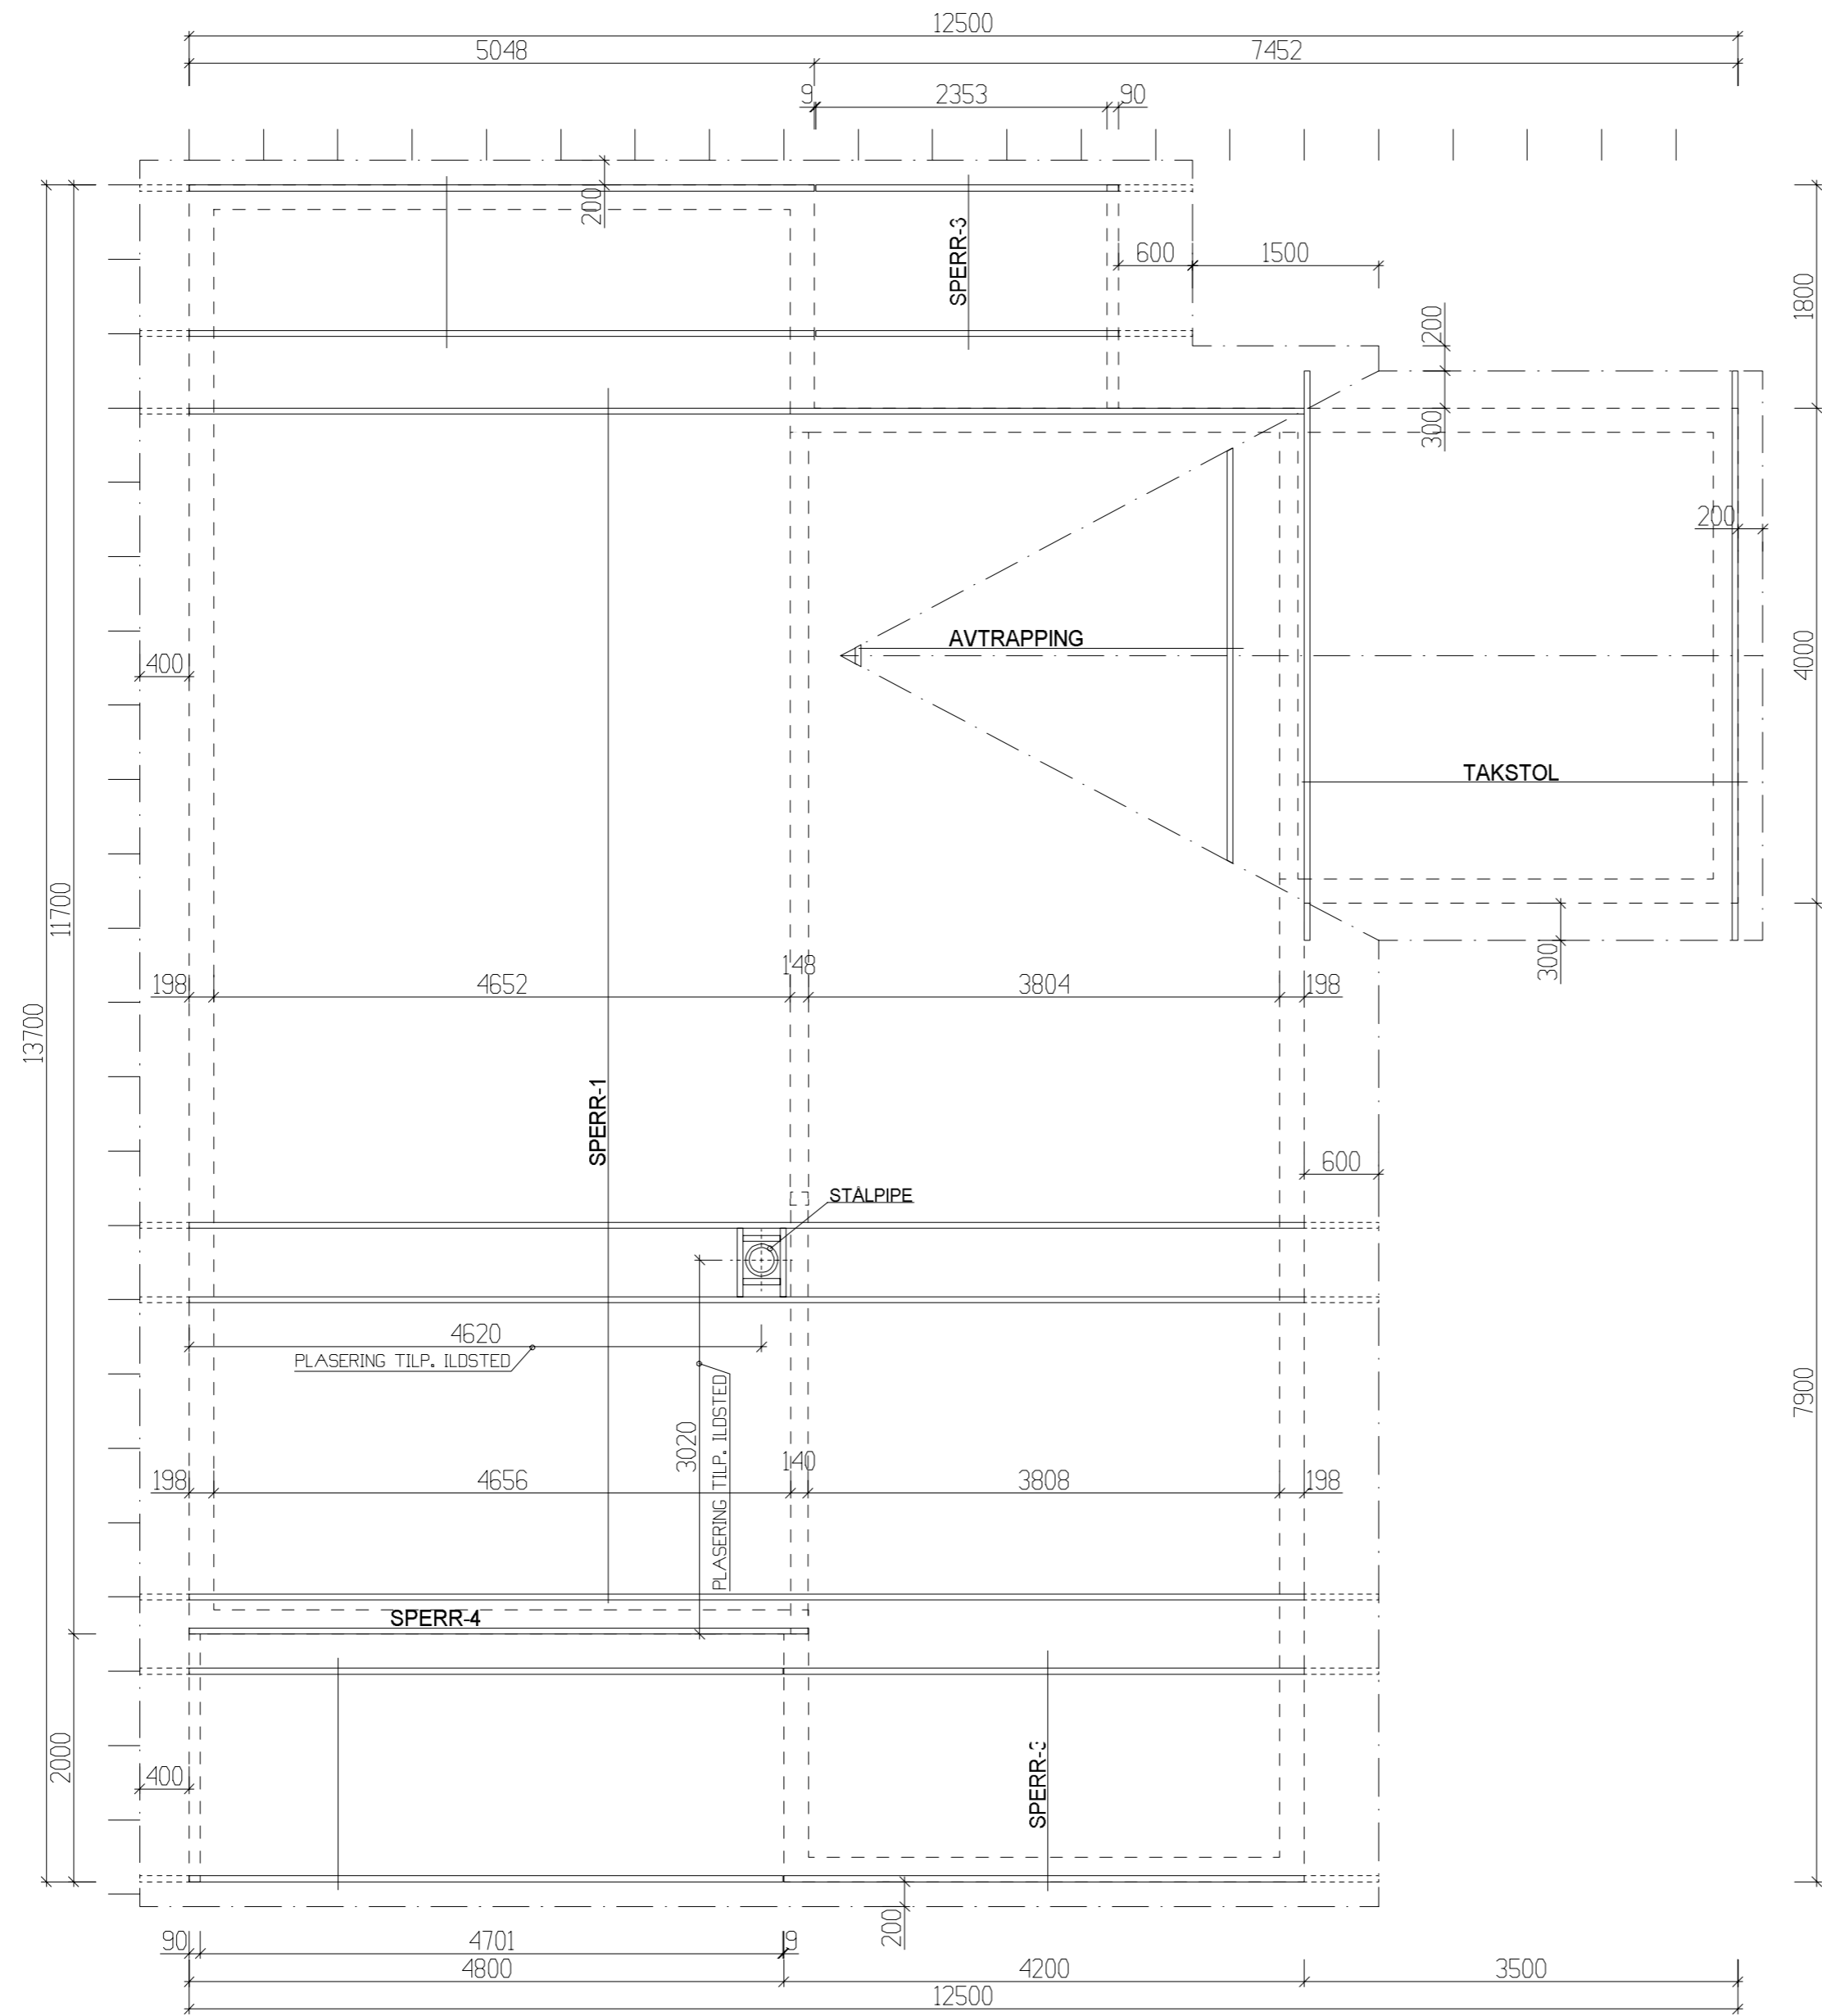 12500
5048 7452
9 2353 90
200
SPERR-3
600 1500
1800
200
300
200
AVTRAPPING
400
4000
TAKSTOL
11700
13700
198 4652 148 3804 198
300
SPERR-1
600
STÅLPIPE
4620
PLASERING TILP. ILDSTED
3020
PLASERING TILP. ILDSTED
7900
198 4656 140 3808 198
SPERR-4
2000
400
SPERR-3
200
90 4701 9
4800 4200 3500
12500